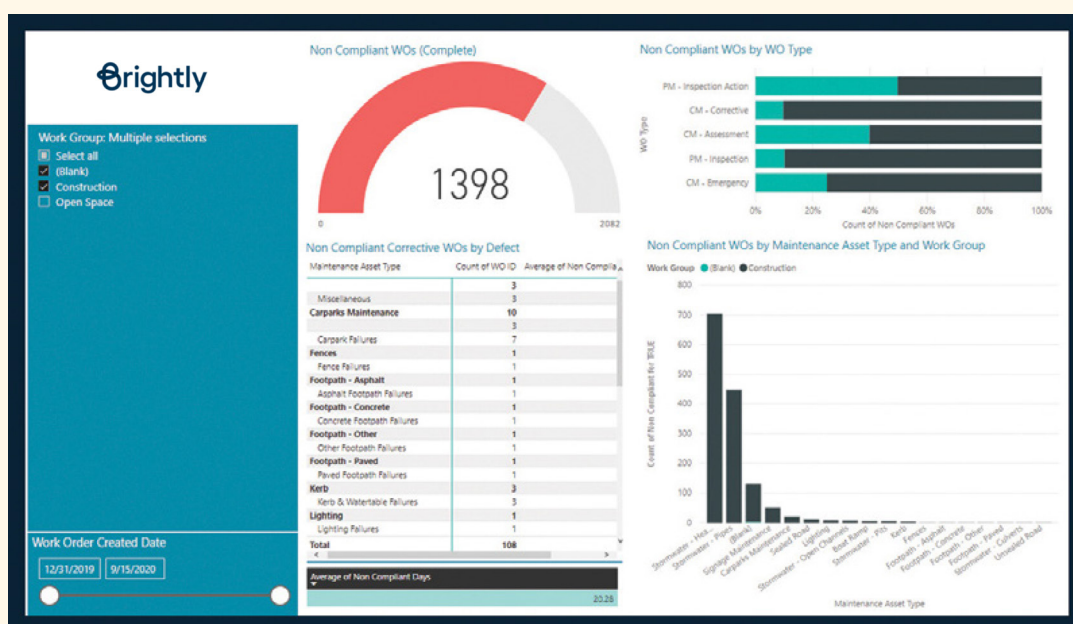 Brightly
Work Group: Multiple selections
Select all
(Blank)
Construction
Open Space
Work Order Created Date
12/31/2019 9/15/2020
Non Compliant WOs (Complete)
1398
0 2082
Non Compliant Corrective WOs by Defect
Maintenance Asset Type Count of WO ID Average of Non Complia
3
Miscellaneous 3
Carparks Maintenance 10
3
Carpark Failures 7
Fences 1
Fence Failures 1
Footpath - Asphalt 1
Asphalt Footpath Failures 1
Footpath - Concrete 1
Concrete Footpath Failures 1
Footpath - Other 1
Other Footpath Failures 1
Footpath - Paved 1
Paved Footpath Failures 1
Kerb 3
Kerb & Watertable Failures 3
Lighting 1
Lighting Failures 1
Total 108
Average of Non Compliant Days
Non Compliant WOs by WO Type
WO Type
PM - Inspection Action
CM - Corrective
CM - Assessment
PM - Inspection
CM - Emergency
0% 20% 40% 60% 80% 100%
Count of Non Compliant WOs
Non Compliant WOs by Maintenance Asset Type and Work Group
Work Group (Blank) Construction
Count of Non Compliant for TRUE
800
700
600
500
400
300
200
100
0
Stormwater - Hea...
Stormwater - Pipes
(Blank)
Signage Maintenance
Carparks Maintenance
Sealed Road
Lighting
Stormwater - Open Channels
Boat Ramp
Stormwater - Pits
Kerb
Fences
Footpath - Asphalt
Footpath - Concrete
Footpath - Other
Footpath - Paved
Stormwater - Culverts
Unsealed Road
Maintenance Asset Type